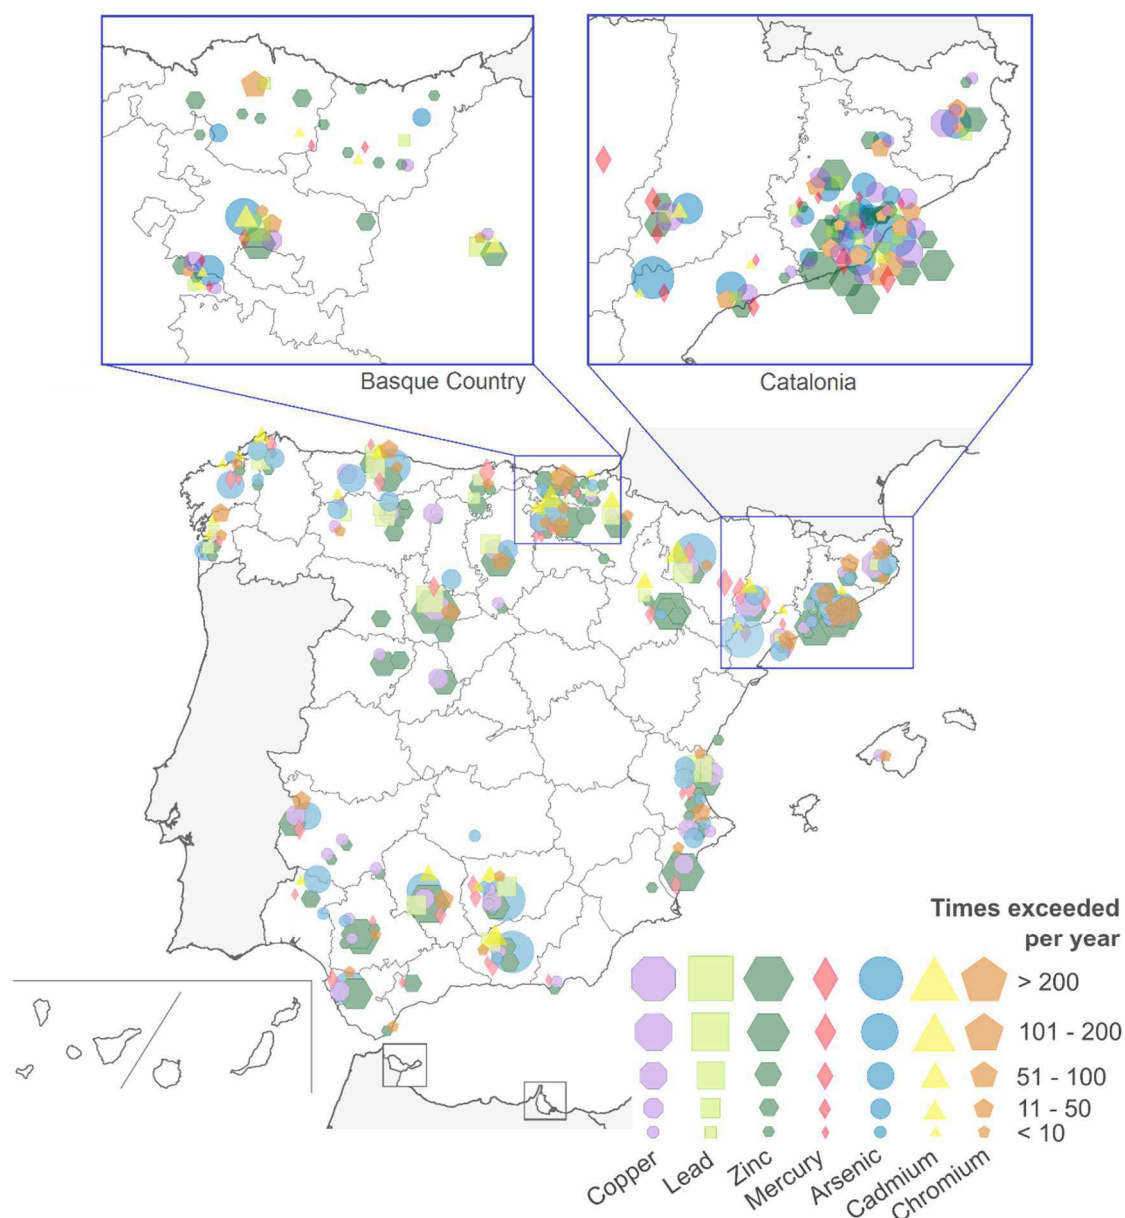 Basque Country
Catalonia
Times exceeded
per year
> 200
101 - 200
51 - 100
11 - 50
< 10
Copper
Lead
Zinc
Mercury
Arsenic
Cadmium
Chromium